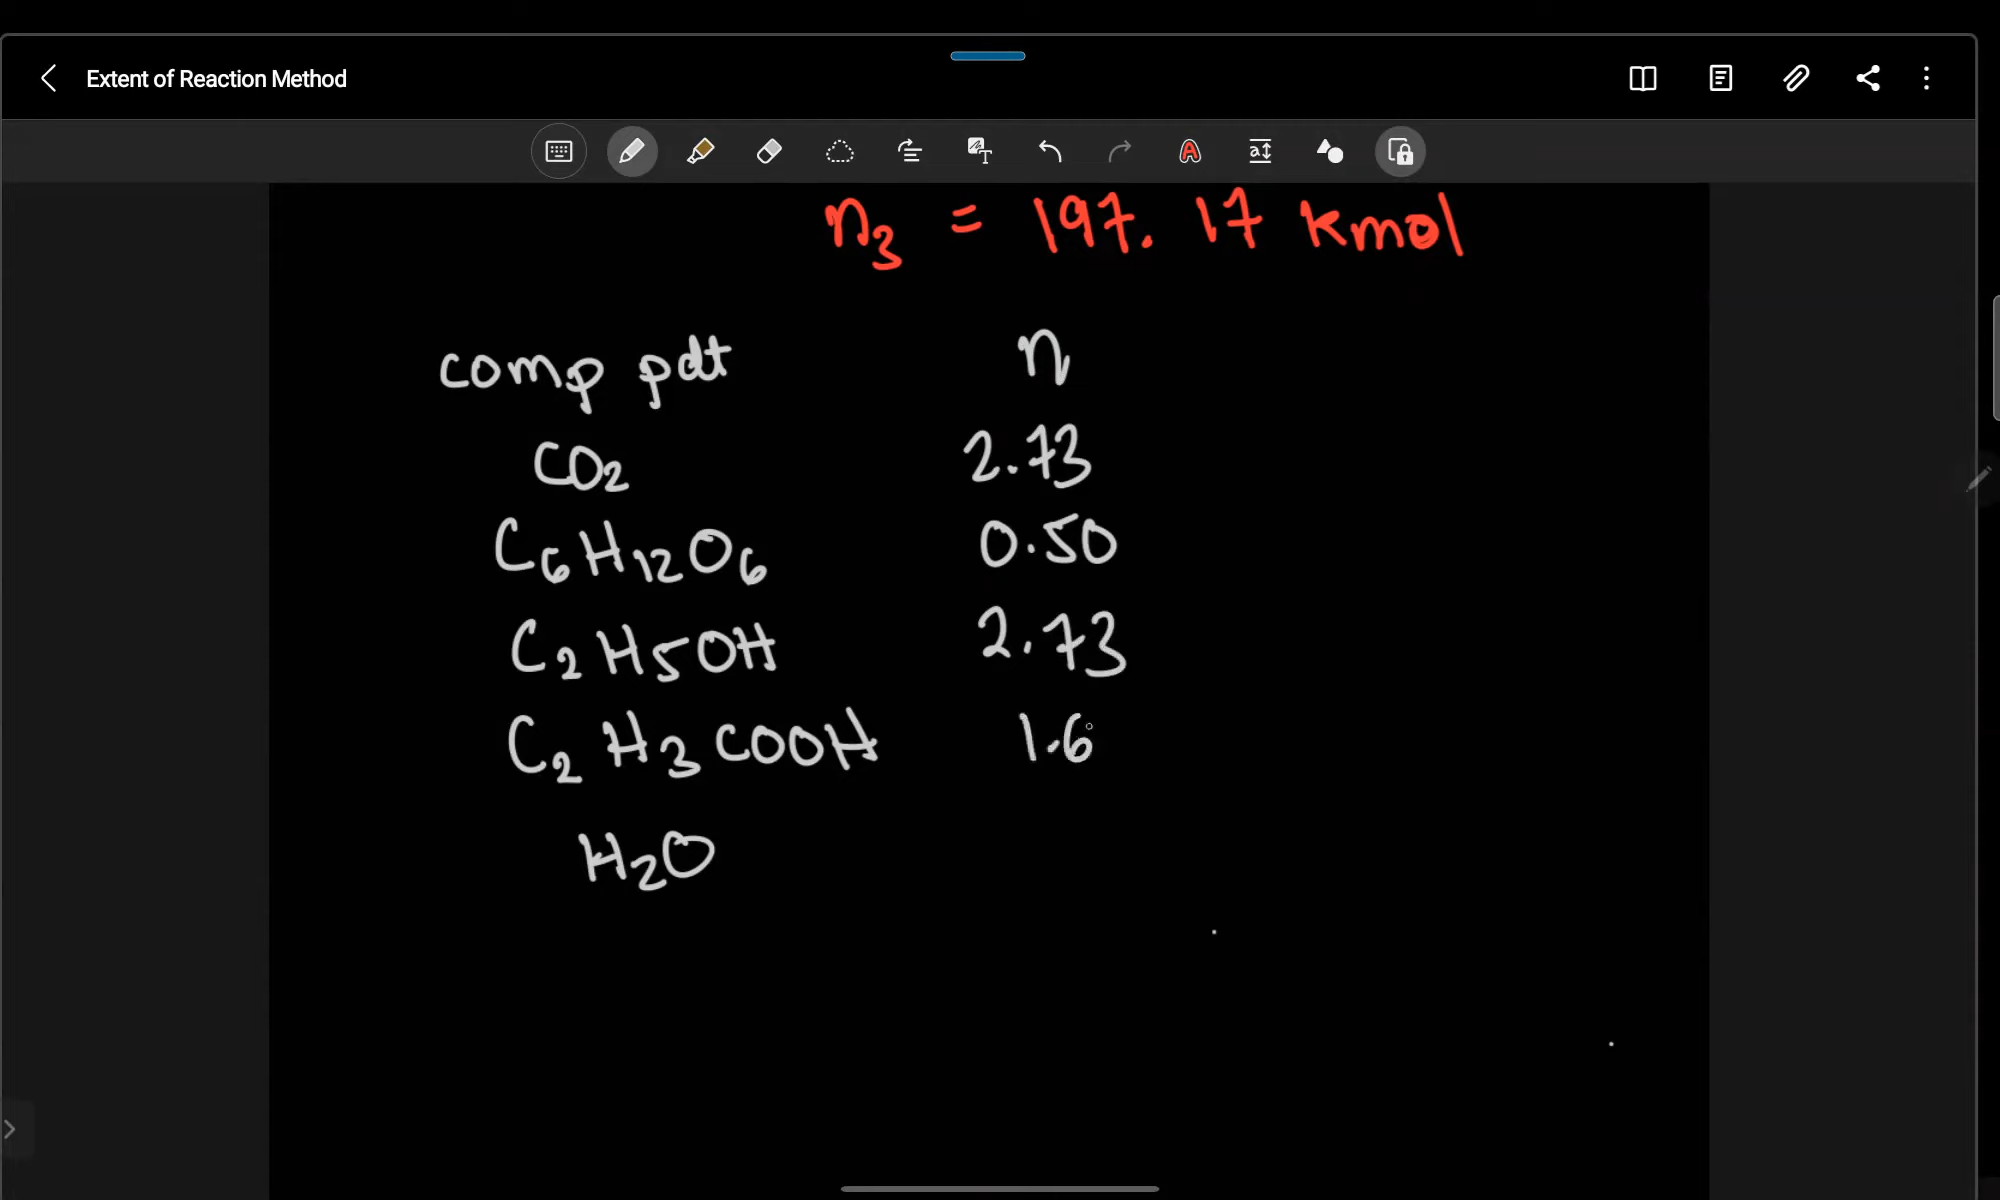 Extent of Reaction Method
n₃ = 197.17 kmol
comp pdt n
CO₂ 2.73
C₆H₁₂O₆ 0.50
C₂H₅OH 2.73
C₂H₃COOH 1.6
H₂O